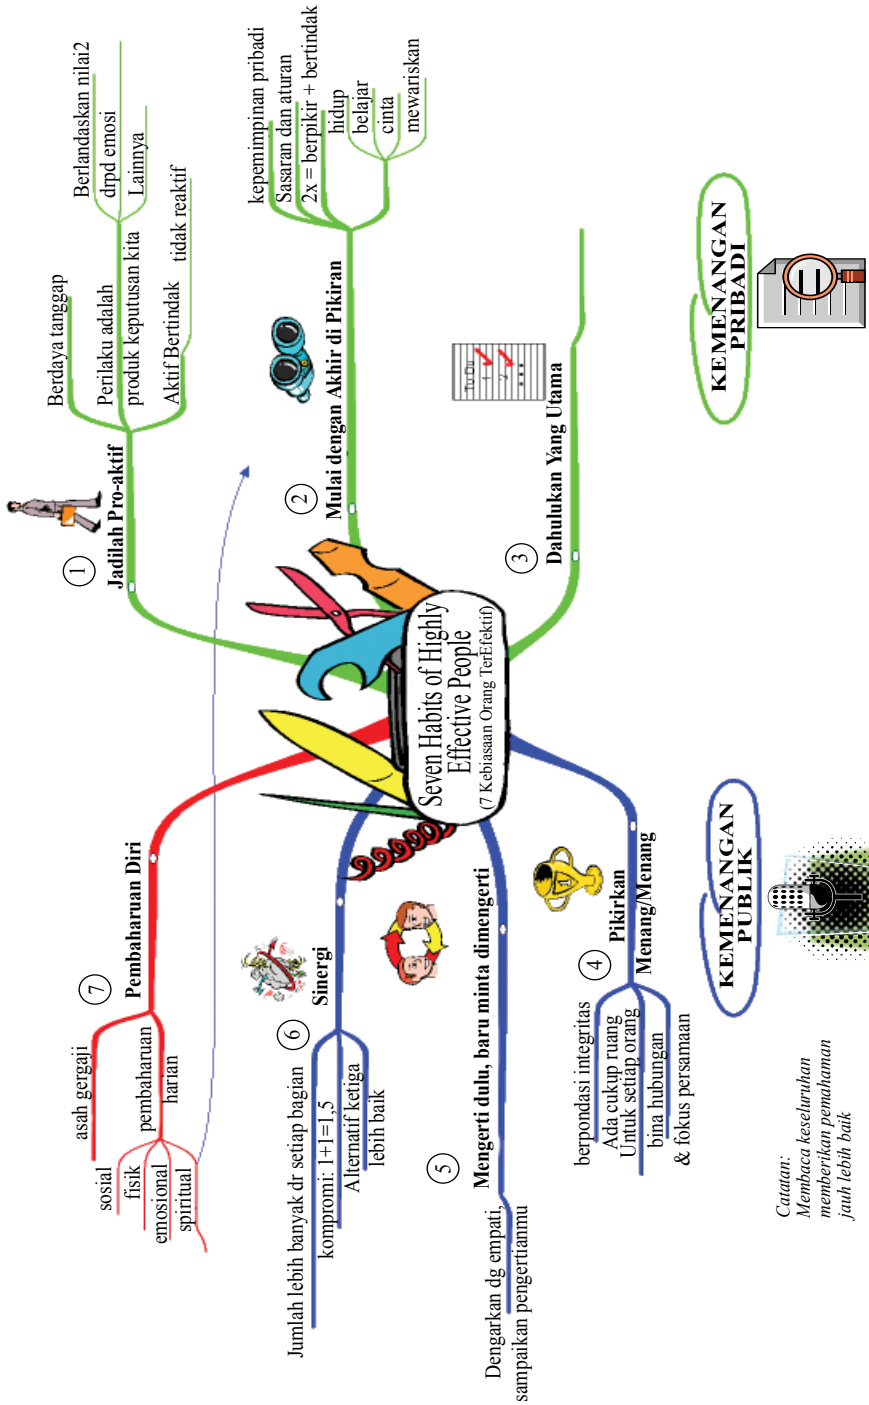 Seven Habits of Highly
Effective People
(7 Kebiasaan Orang TerEfektif)
1
Jadilah Pro-aktif
Berdaya tanggap
Perilaku adalah
produk keputusan kita
Berlandaskan nilai2
drpd emosi
Lainnya
Aktif Bertindak
tidak reaktif
2
Mulai dengan Akhir di Pikiran
kepemimpinan pribadi
Sasaran dan aturan
2x = berpikir + bertindak
hidup
belajar
cinta
mewariskan
3
Dahulukan Yang Utama
To Du
1
2
KEMENANGAN
PRIBADI
4
Pikirkan
Menang/Menang
berpondasi integritas
Ada cukup ruang
Untuk setiap orang
bina hubungan
& fokus persamaan
5
Mengerti dulu, baru minta dimengerti
Dengarkan dg empati,
sampaikan pengertianmu
6
Sinergi
Jumlah lebih banyak dr setiap bagian
kompromi: 1+1=1,5
Alternatif ketiga
lebih baik
7
Pembaharuan Diri
asah gergaji
pembaharuan
harian
sosial
fisik
emosional
spiritual
KEMENANGAN
PUBLIK
1
Catatan:
Membaca keseluruhan
memberikan pemahaman
jauh lebih baik